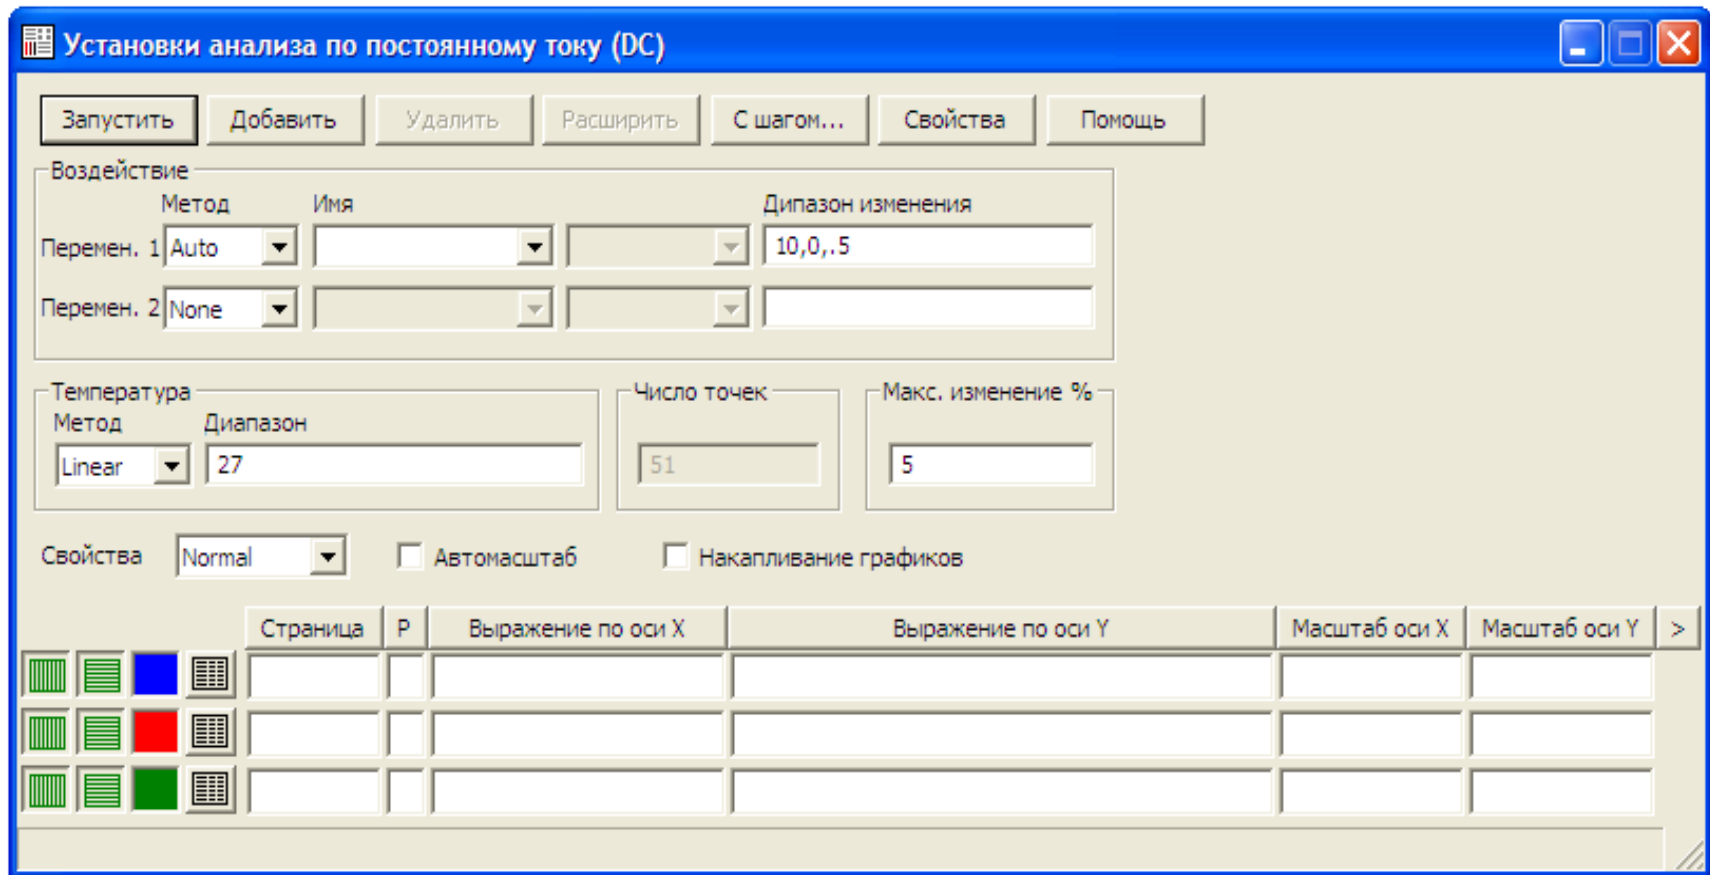 Установки анализа по постоянному току (DC)
Запустить Добавить Удалить Расширить С шагом... Свойства Помощь
Воздействие
Метод Имя Дипазон изменения
Перемен. 1 Auto 10,0,.5
Перемен. 2 None
Температура Число точек Макс. изменение %
Метод Диапазон
Linear 27 51 5
Свойства Normal Автомасштаб Накапливание графиков
Страница P Выражение по оси X Выражение по оси Y Масштаб оси X Масштаб оси Y >